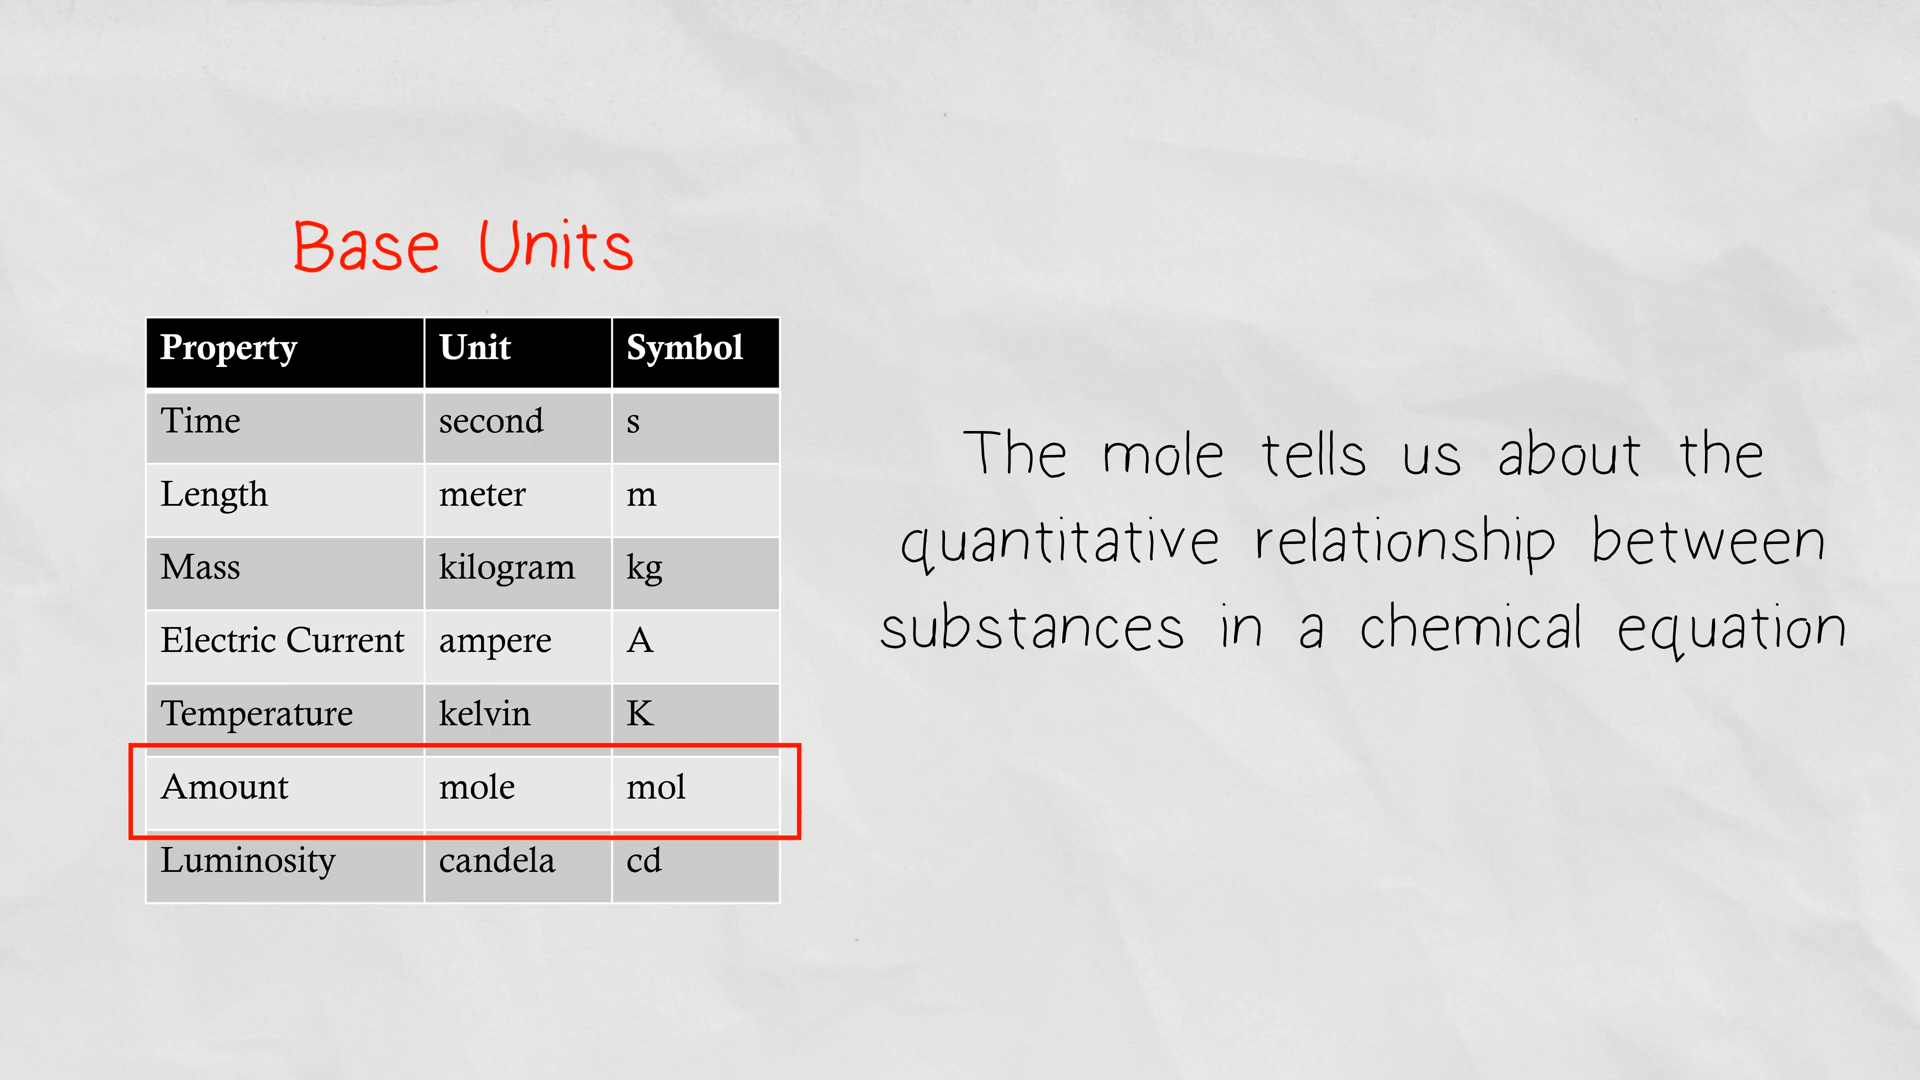 Base Units
Property Unit Symbol
Time second s
Length meter m
Mass kilogram kg
Electric Current ampere A
Temperature kelvin K
Amount mole mol
Luminosity candela cd
The mole tells us about the
quantitative relationship between
substances in a chemical equation